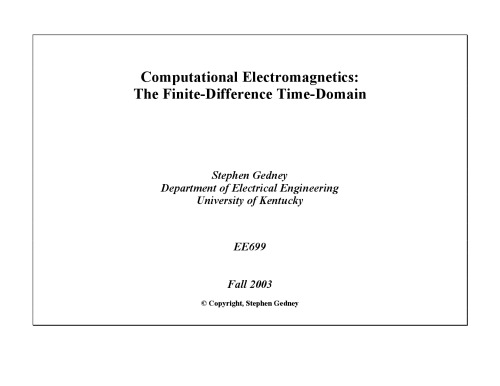 Computational Electromagnetics:
The Finite-Difference Time-Domain
Stephen Gedney
Department of Electrical Engineering
University of Kentucky
EE699
Fall 2003
© Copyright, Stephen Gedney